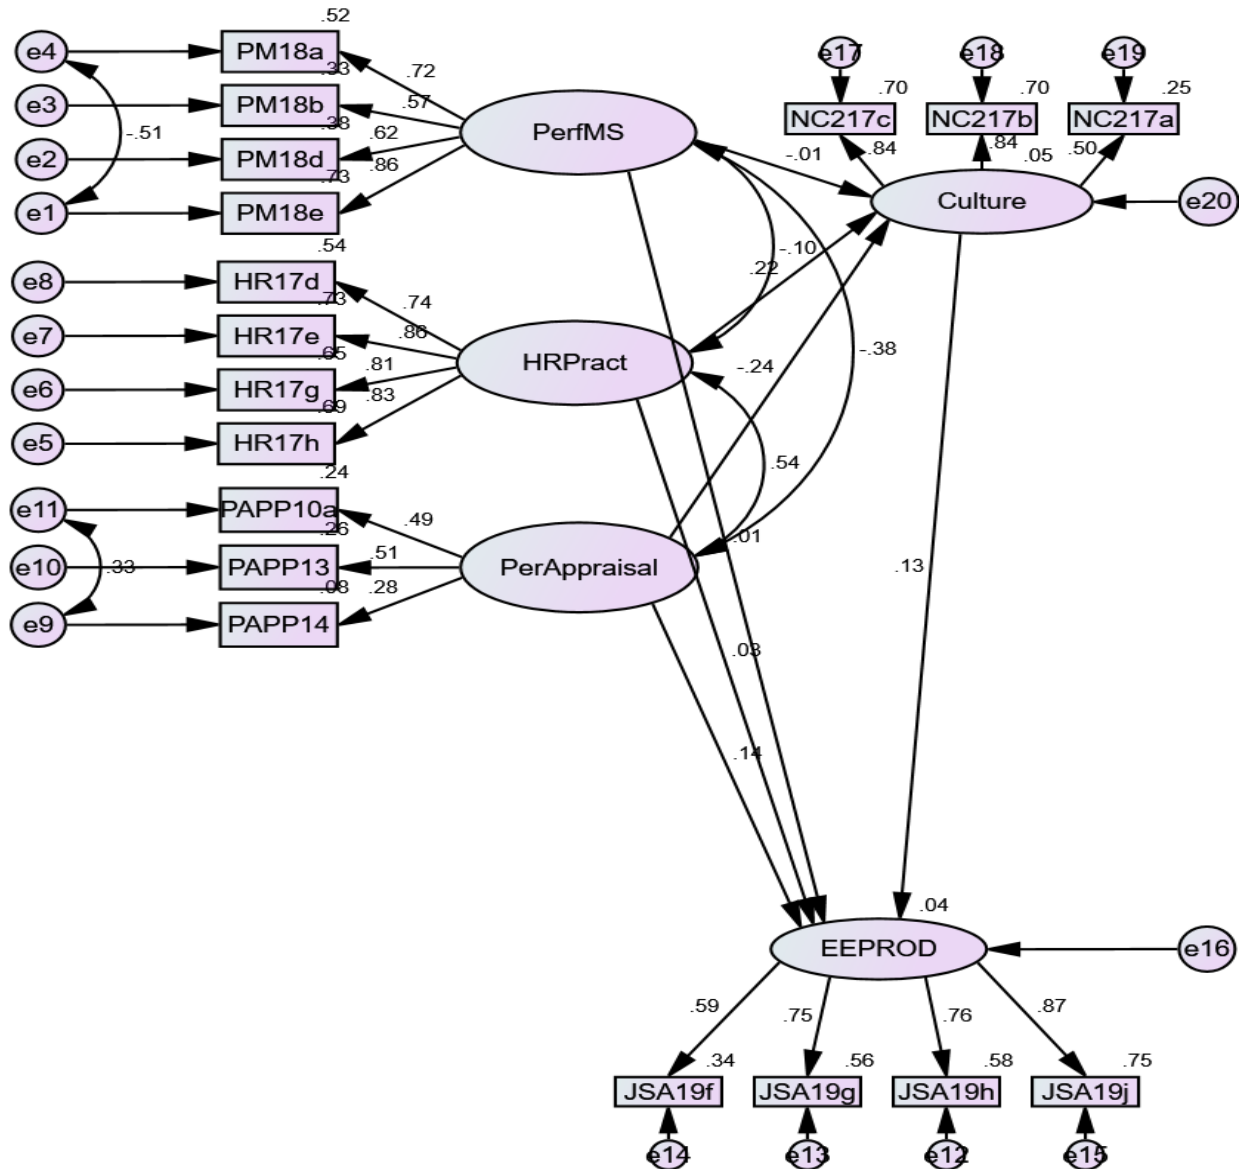 .52
e4 PM18a
.33 .72
e3 PM18b .57
-.51 .38 .62
e2 PM18d .86
.73
e1 PM18e
PerfMS
e17 e18 e19
.70 .70 .25
NC217c NC217b NC217a
-.01 .84 .84 .05 .50
Culture e20
.54
e8 HR17d
.73 .74
e7 HR17e .86
.65 .81
e6 HR17g .83
.69
e5 HR17h
HRPract
-.10
.22
-.38
-.24
.54
.24
e11 PAPP10a
.26 .49
e10 .33 PAPP13 .51
.08 .28
e9 PAPP14
PerAppraisal
.01
.13
.03
.14
.04
EEPROD e16
.59 .75 .76 .87
.34 .56 .58 .75
JSA19f JSA19g JSA19h JSA19j
e14 e13 e12 e15